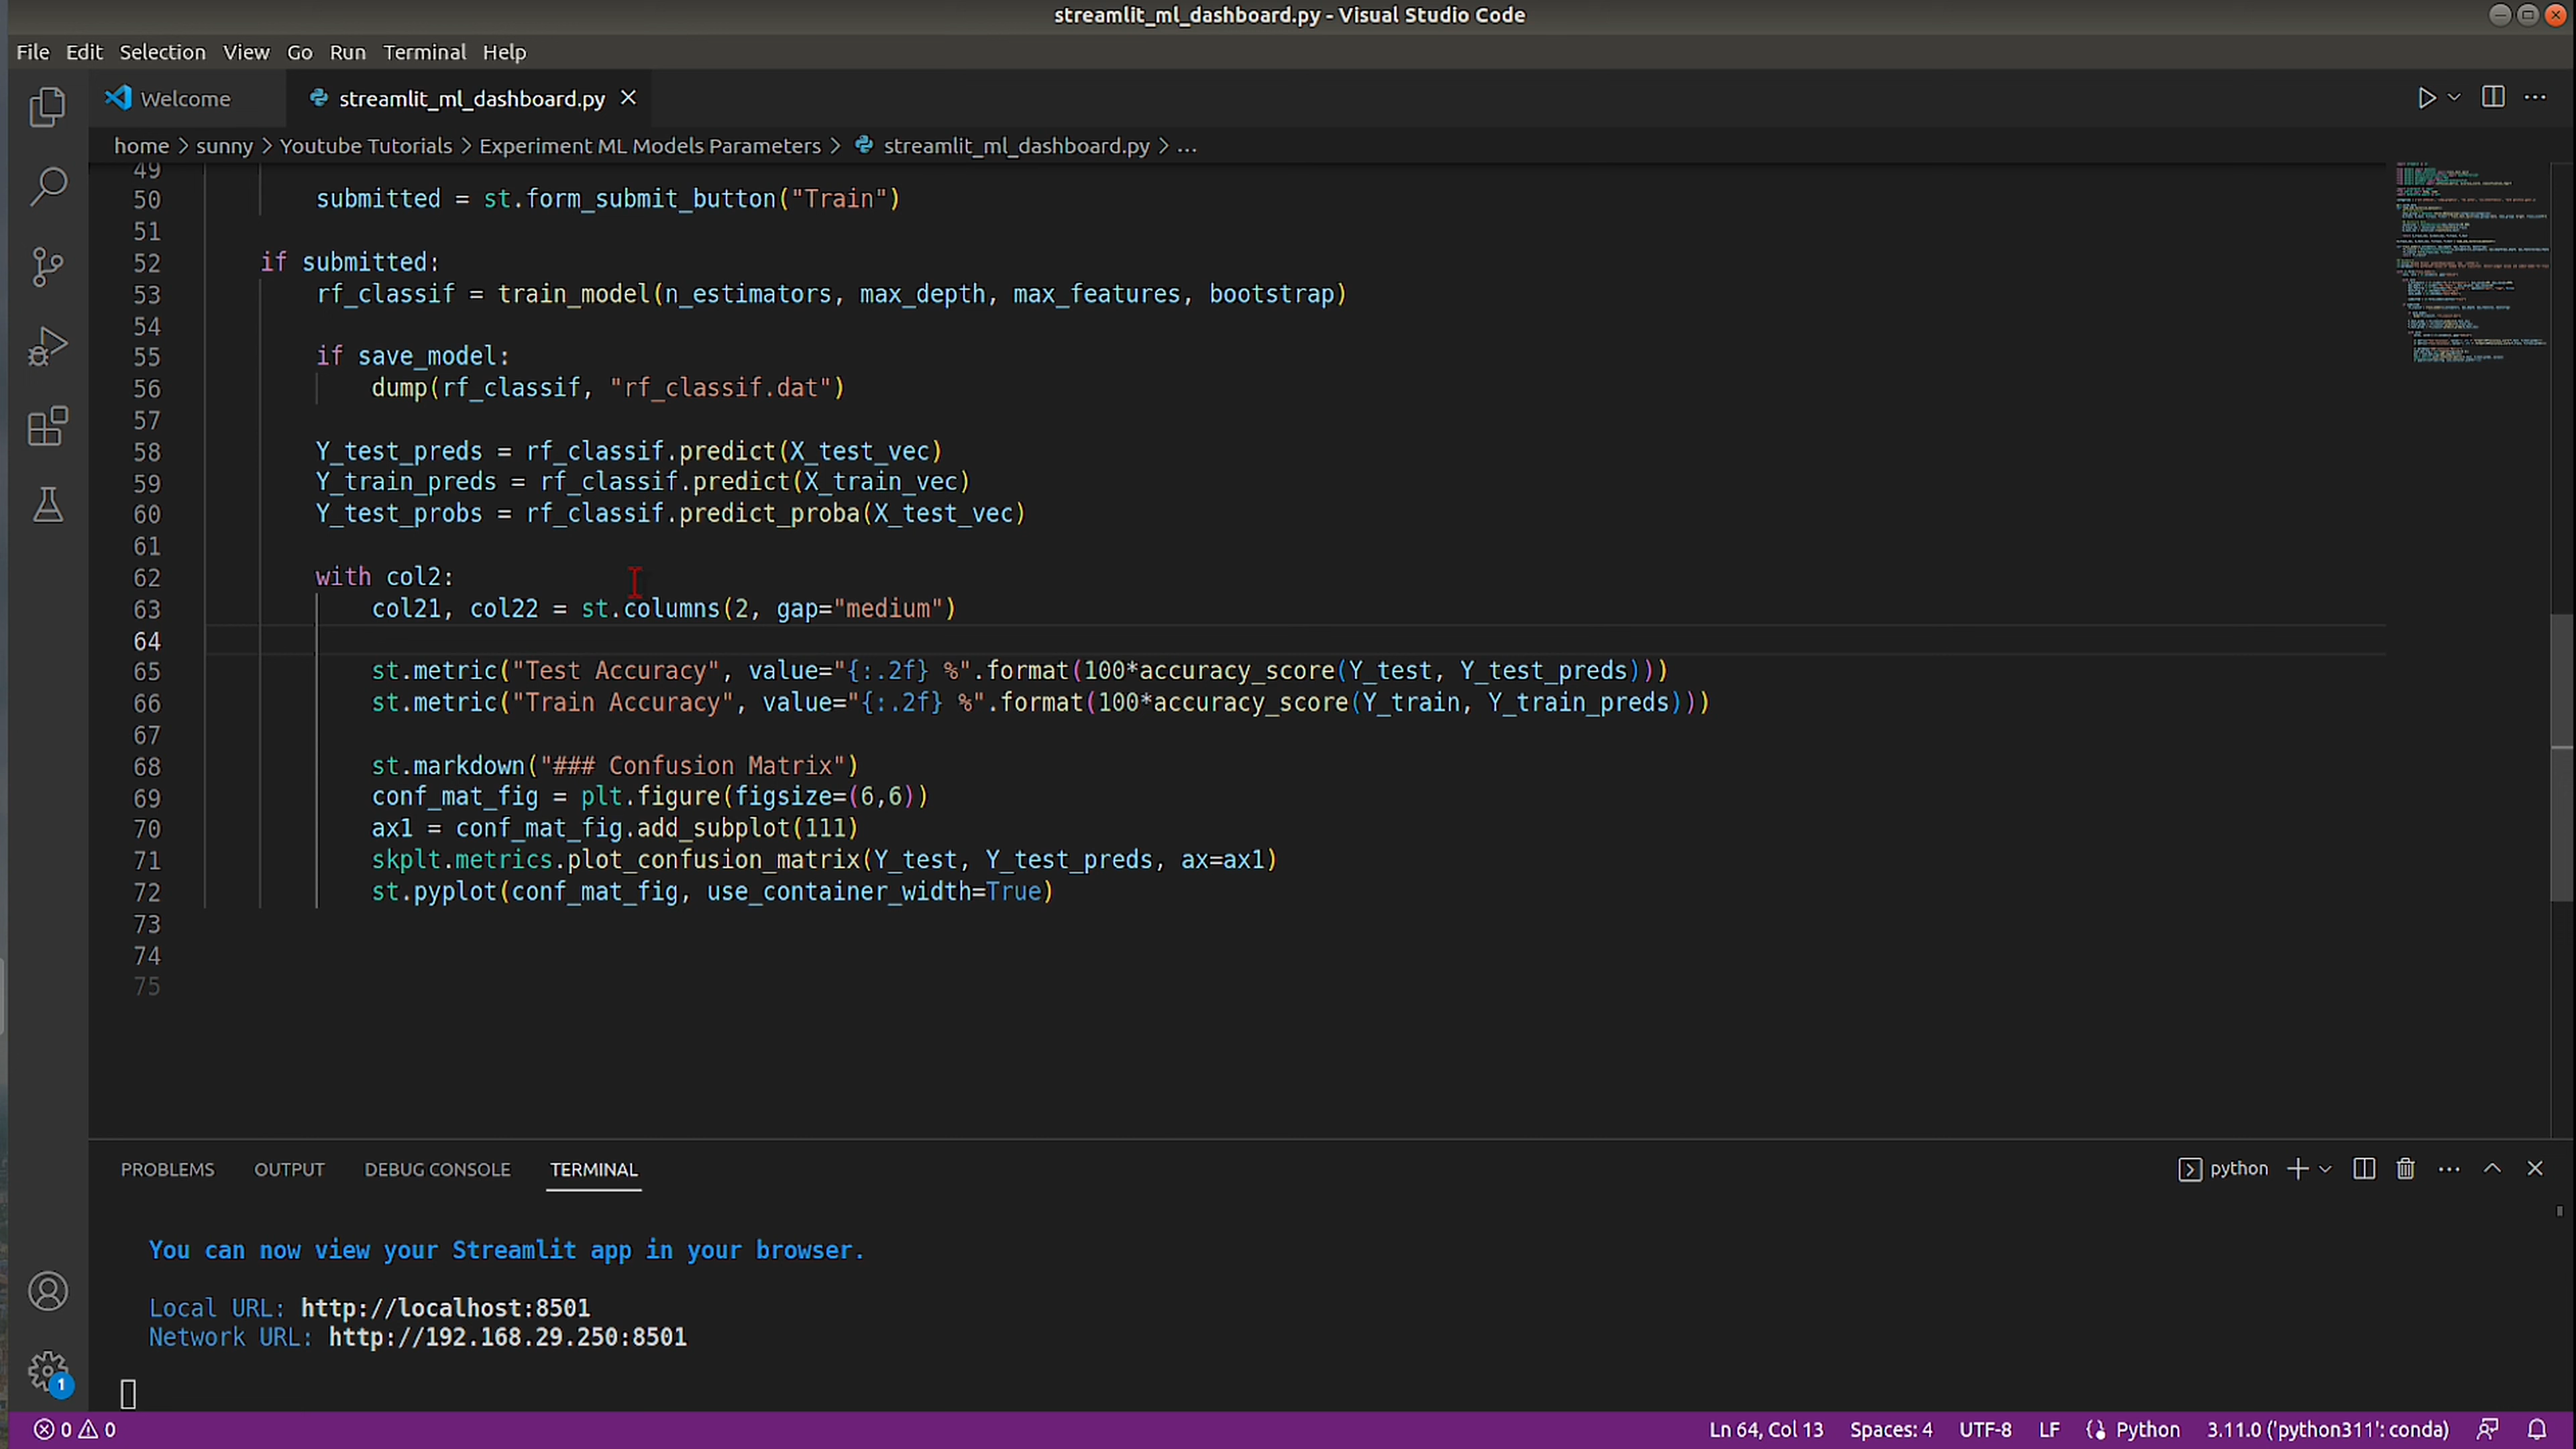 streamlit_ml_dashboard.py - Visual Studio Code
File Edit Selection View Go Run Terminal Help
Welcome streamlit_ml_dashboard.py
home > sunny > Youtube Tutorials > Experiment ML Models Parameters > streamlit_ml_dashboard.py > ...
49
50 submitted = st.form_submit_button("Train")
51
52 if submitted:
53 rf_classif = train_model(n_estimators, max_depth, max_features, bootstrap)
54
55 if save_model:
56 dump(rf_classif, "rf_classif.dat")
57
58 Y_test_preds = rf_classif.predict(X_test_vec)
59 Y_train_preds = rf_classif.predict(X_train_vec)
60 Y_test_probs = rf_classif.predict_proba(X_test_vec)
61
62 with col2:
63 col21, col22 = st.columns(2, gap="medium")
64
65 st.metric("Test Accuracy", value="{:.2f} %".format(100*accuracy_score(Y_test, Y_test_preds)))
66 st.metric("Train Accuracy", value="{:.2f} %".format(100*accuracy_score(Y_train, Y_train_preds)))
67
68 st.markdown("### Confusion Matrix")
69 conf_mat_fig = plt.figure(figsize=(6,6))
70 ax1 = conf_mat_fig.add_subplot(111)
71 skplt.metrics.plot_confusion_matrix(Y_test, Y_test_preds, ax=ax1)
72 st.pyplot(conf_mat_fig, use_container_width=True)
73
74
75
PROBLEMS OUTPUT DEBUG CONSOLE TERMINAL python
You can now view your Streamlit app in your browser.
Local URL: http://localhost:8501
Network URL: http://192.168.29.250:8501
1
0 0 Ln 64, Col 13 Spaces: 4 UTF-8 LF Python 3.11.0 ('python311': conda)